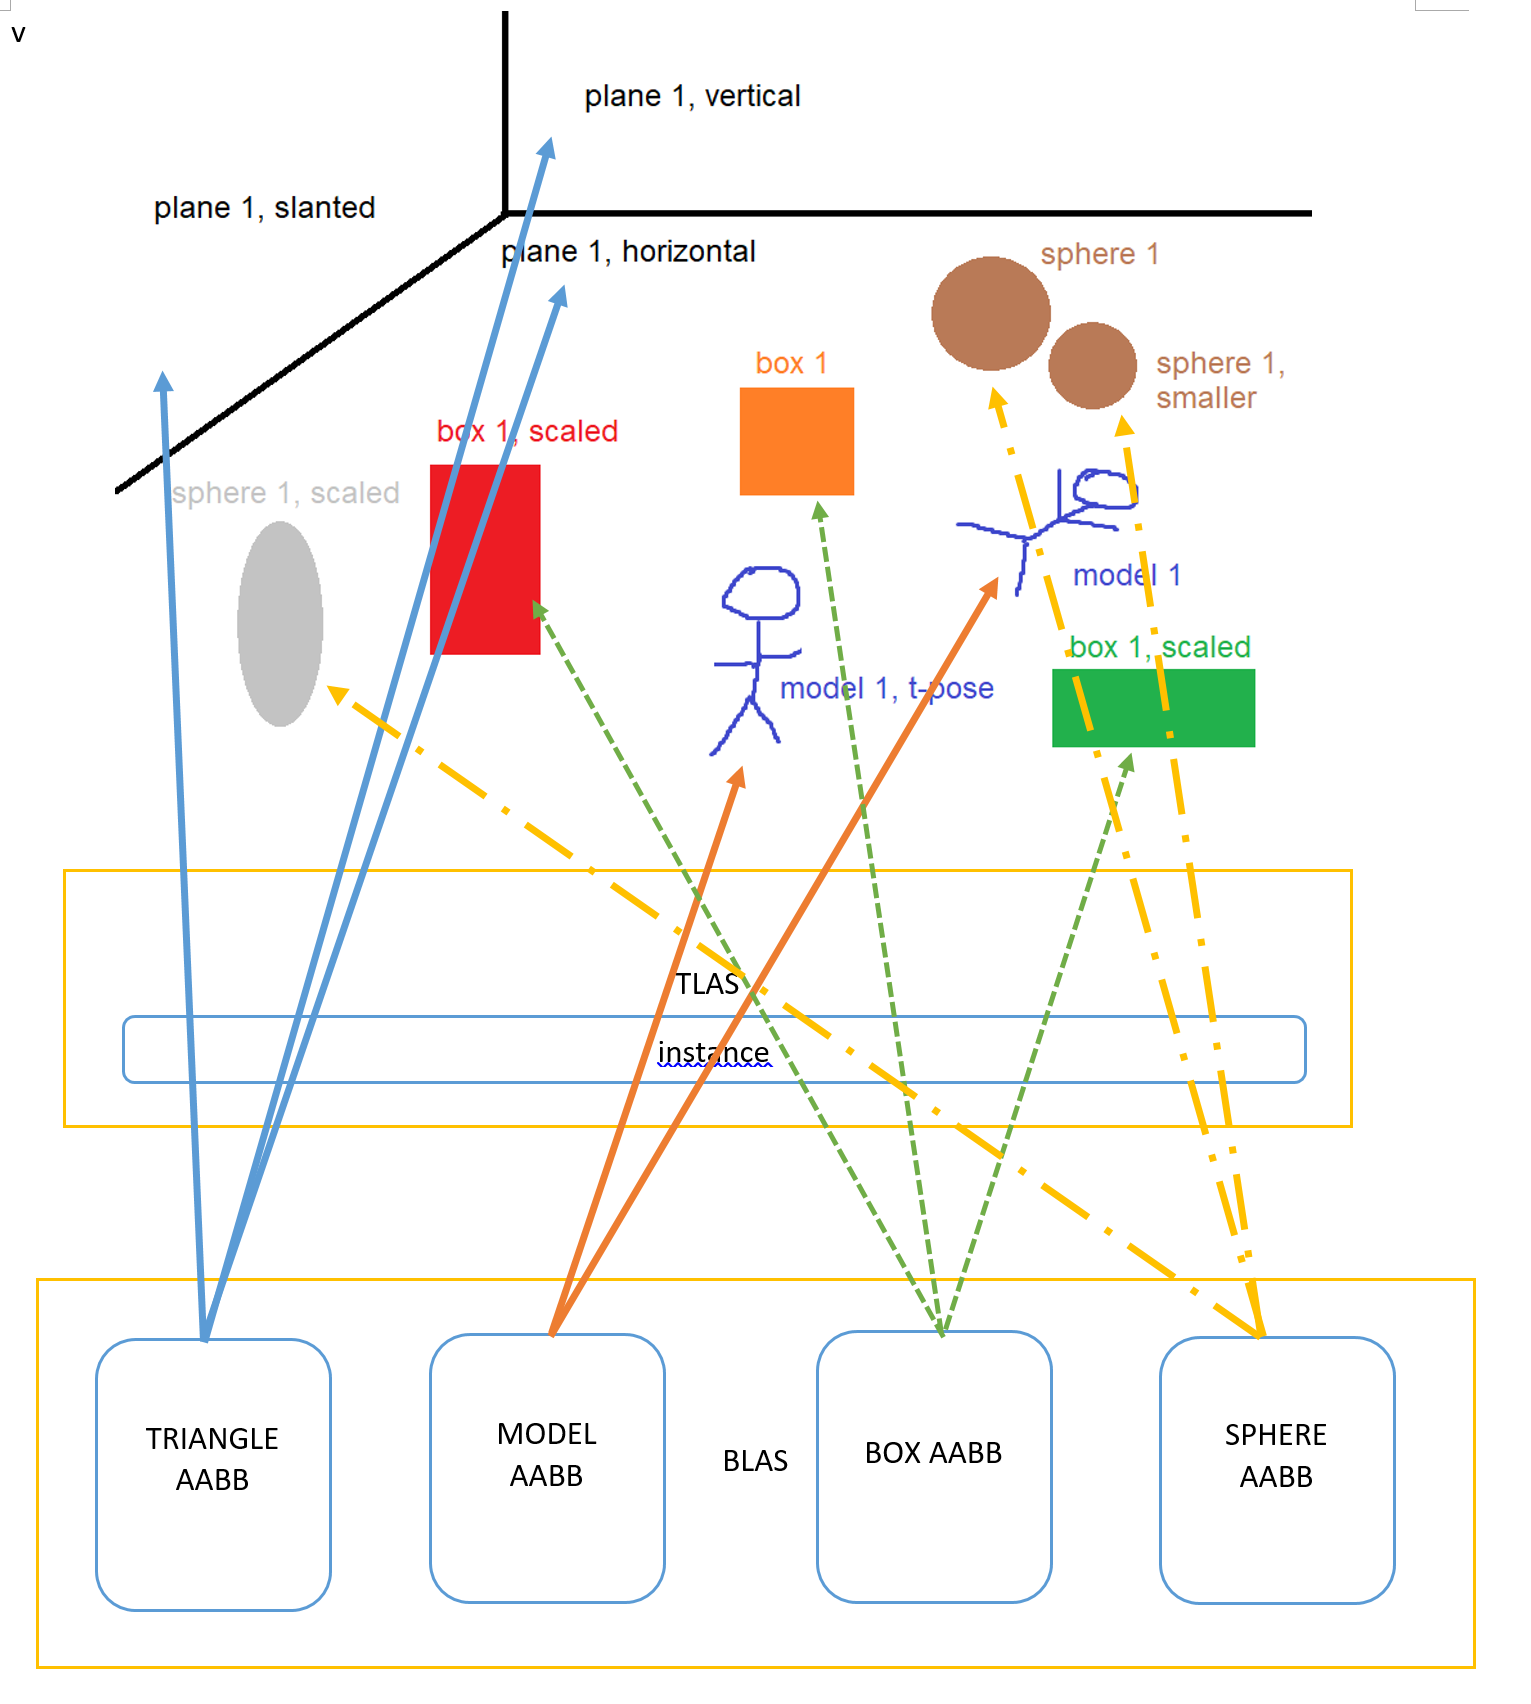 v
plane 1, vertical
plane 1, slanted
plane 1, horizontal
sphere 1
sphere 1,
smaller
box 1
box 1, scaled
sphere 1, scaled
model 1
box 1, scaled
model 1, t-pose
TLAS
instance
TRIANGLE
AABB
MODEL
AABB
BLAS
BOX AABB
SPHERE
AABB